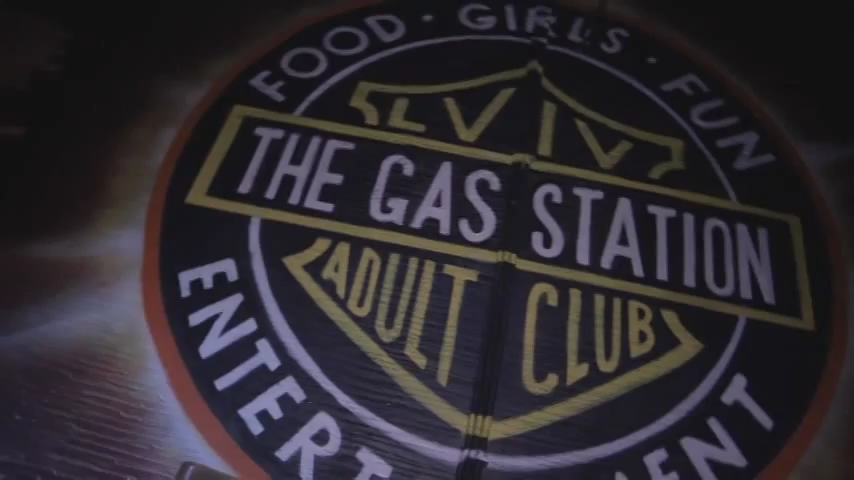 FOOD · GIRLS · FUN
LVIV
THE GAS STATION
ADULT CLUB